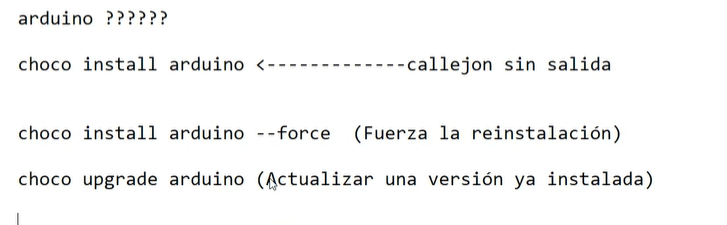 arduino ??????
choco install arduino <-------------callejon sin salida
choco install arduino --force  (Fuerza la reinstalación)
choco upgrade arduino (Actualizar una versión ya instalada)